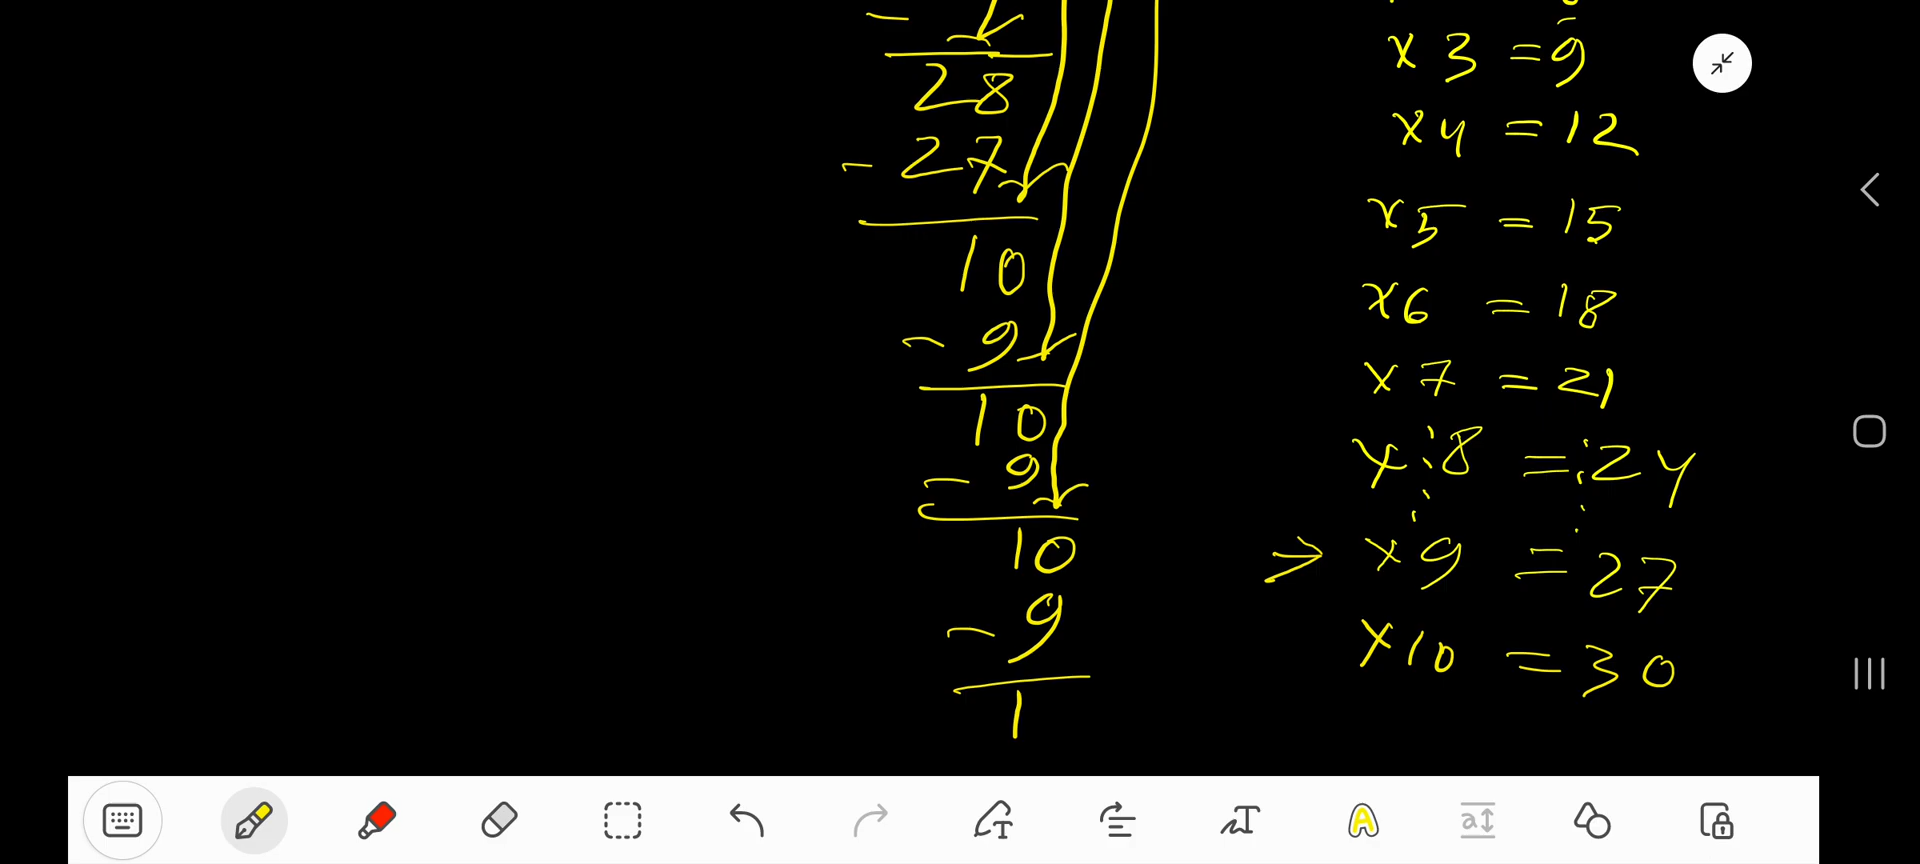 28
- 27
10
- 9
10
- 9
10
- 9
1
x 3 = 9
x 4 = 12
x 5 = 15
x 6 = 18
x 7 = 21
x 8 = 24
> x 9 = 27
x 10 = 30